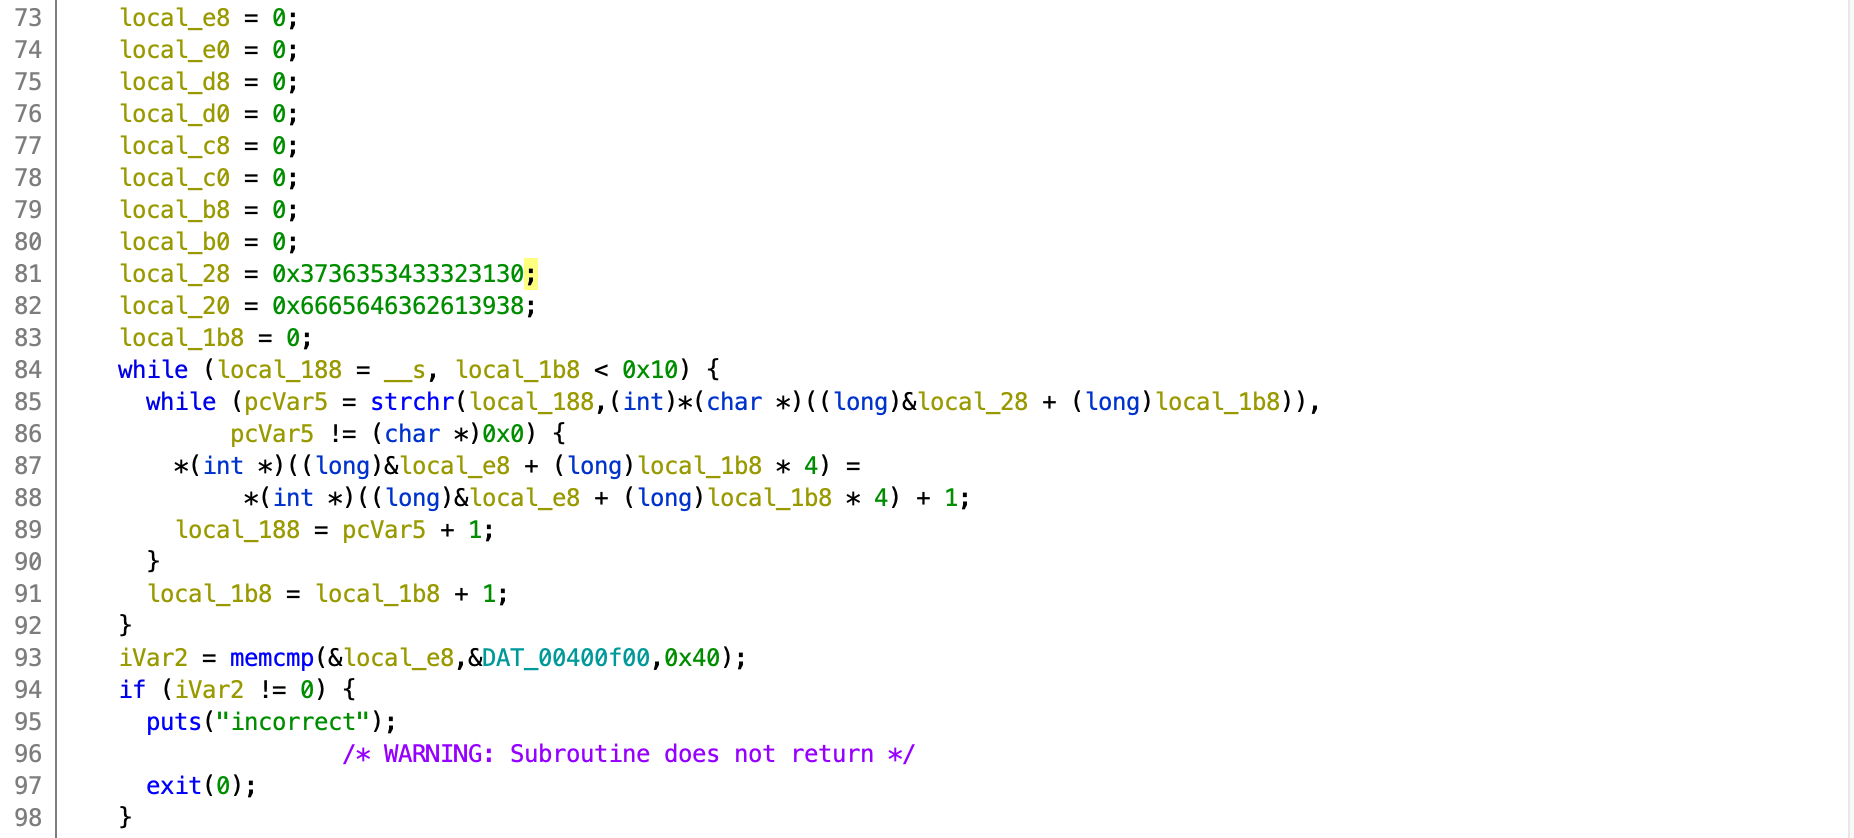 73 local_e8 = 0;
74 local_e0 = 0;
75 local_d8 = 0;
76 local_d0 = 0;
77 local_c8 = 0;
78 local_c0 = 0;
79 local_b8 = 0;
80 local_b0 = 0;
81 local_28 = 0x3736353433323130;
82 local_20 = 0x6665646362613938;
83 local_1b8 = 0;
84 while (local_188 = __s, local_1b8 < 0x10) {
85 while (pcVar5 = strchr(local_188,(int)*(char *)((long)&local_28 + (long)local_1b8)),
86 pcVar5 != (char *)0x0) {
87 *(int *)((long)&local_e8 + (long)local_1b8 * 4) =
88 *(int *)((long)&local_e8 + (long)local_1b8 * 4) + 1;
89 local_188 = pcVar5 + 1;
90 }
91 local_1b8 = local_1b8 + 1;
92 }
93 iVar2 = memcmp(&local_e8,&DAT_00400f00,0x40);
94 if (iVar2 != 0) {
95 puts("incorrect");
96 /* WARNING: Subroutine does not return */
97 exit(0);
98 }